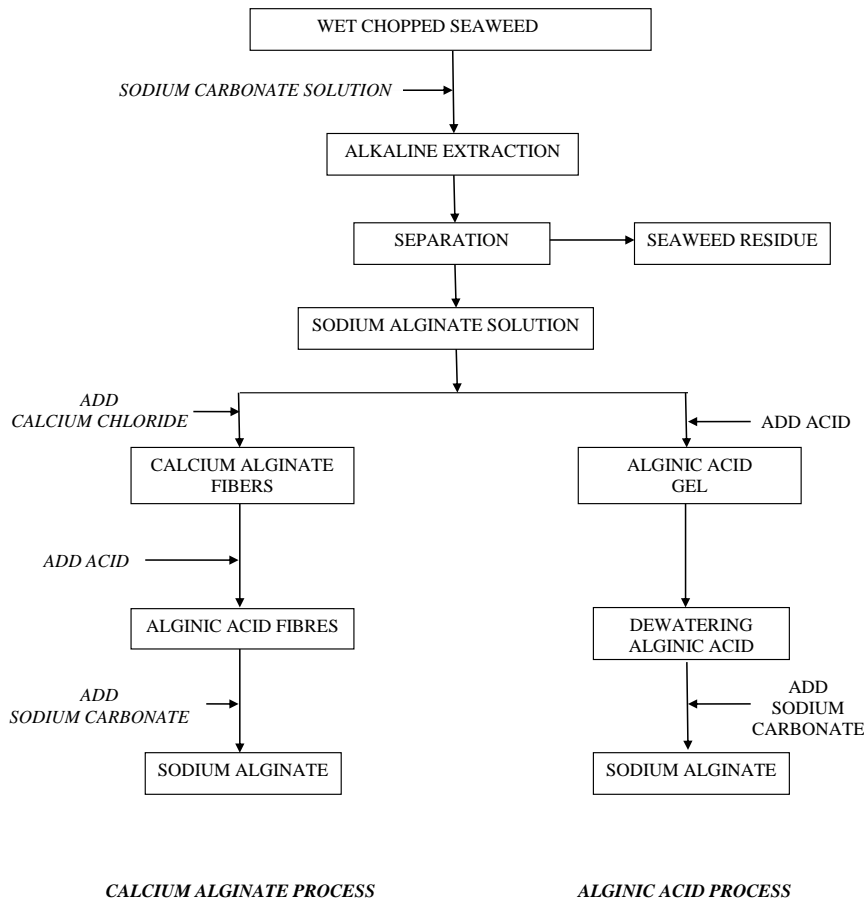 WET CHOPPED SEAWEED
SODIUM CARBONATE SOLUTION
ALKALINE EXTRACTION
SEPARATION
SEAWEED RESIDUE
SODIUM ALGINATE SOLUTION
ADD
CALCIUM CHLORIDE
ADD ACID
CALCIUM ALGINATE
FIBERS
ALGINIC ACID
GEL
ADD ACID
ALGINIC ACID FIBRES
DEWATERING
ALGINIC ACID
ADD
SODIUM CARBONATE
ADD
SODIUM
CARBONATE
SODIUM ALGINATE
SODIUM ALGINATE
CALCIUM ALGINATE PROCESS
ALGINIC ACID PROCESS